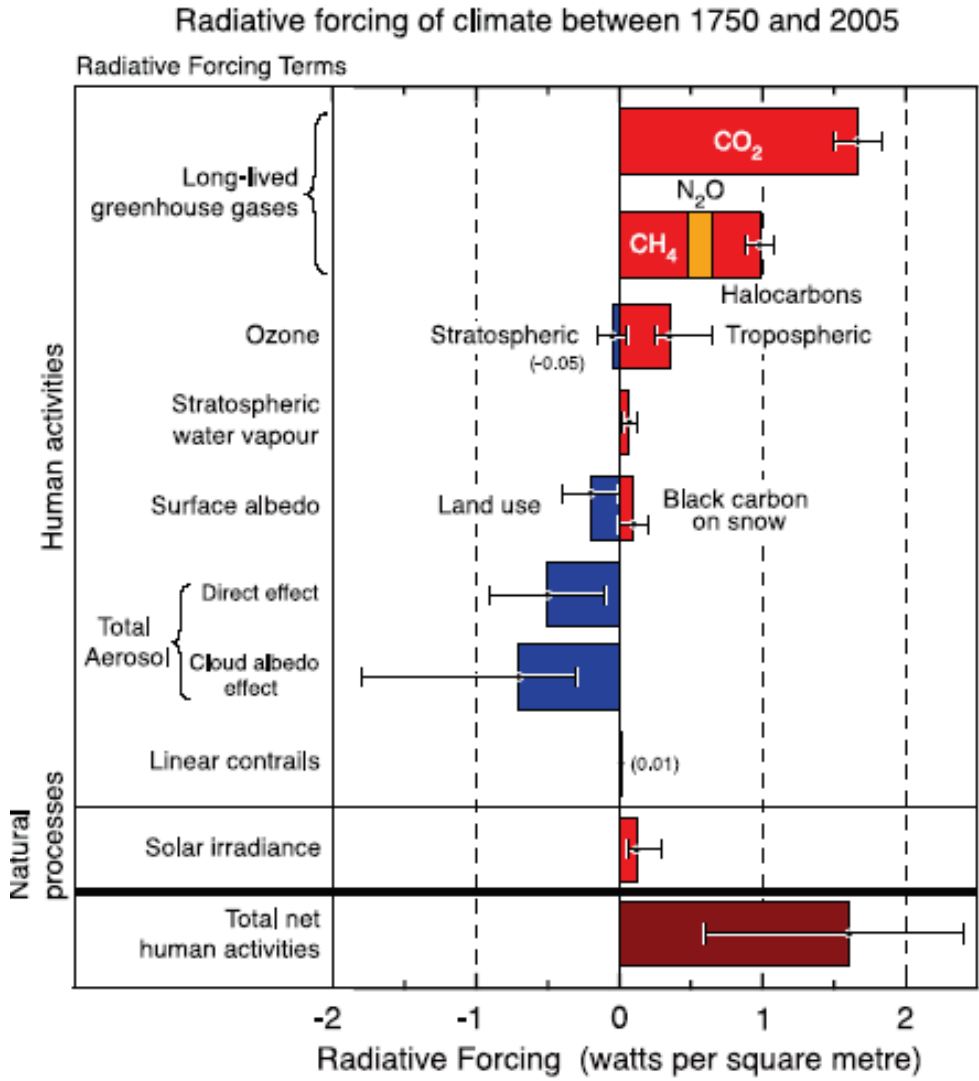 Radiative forcing of climate between 1750 and 2005
Radiative Forcing Terms
Human activities
Long-lived
greenhouse gases
CO₂
N₂O
CH₄
Halocarbons
Ozone
Stratospheric
(–0.05)
Tropospheric
Stratospheric
water vapour
Surface albedo
Land use
Black carbon
on snow
Total
Aerosol
Direct effect
Cloud albedo
effect
Linear contrails
(0.01)
Natural
processes
Solar irradiance
Total net
human activities
-2 -1 0 1 2
Radiative Forcing (watts per square metre)